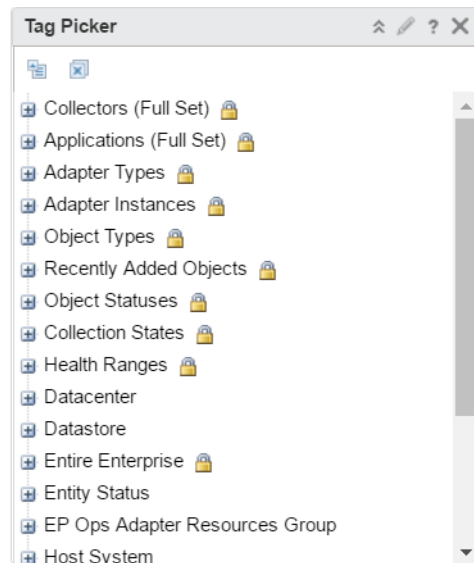 Tag Picker
Collectors (Full Set)
Applications (Full Set)
Adapter Types
Adapter Instances
Object Types
Recently Added Objects
Object Statuses
Collection States
Health Ranges
Datacenter
Datastore
Entire Enterprise
Entity Status
EP Ops Adapter Resources Group
Host System